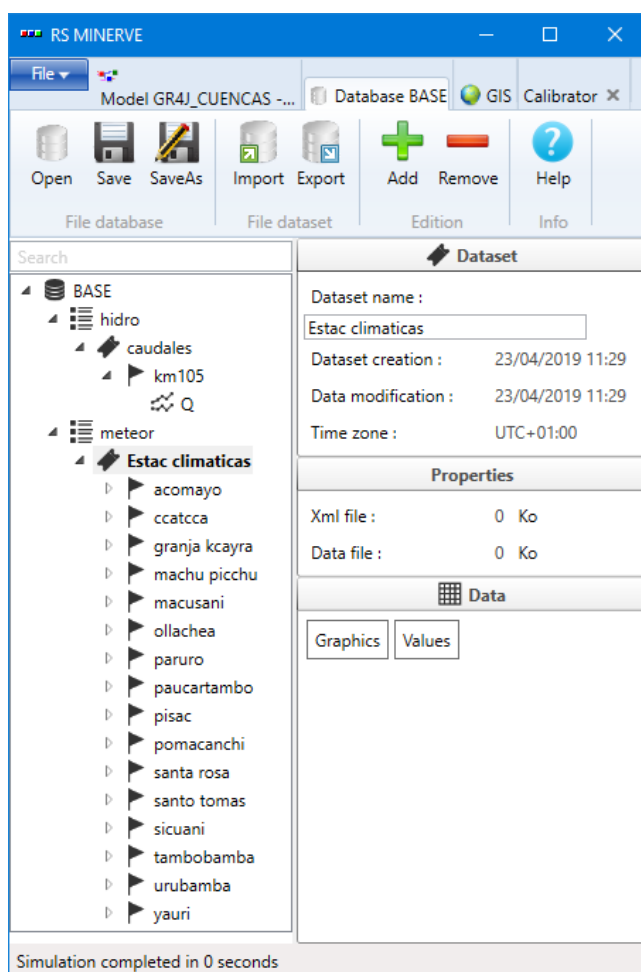 RS MINERVE
File
Model GR4J_CUENCAS -...
Database BASE
GIS
Calibrator
Open
Save
SaveAs
Import
Export
Add
Remove
Help
File database
File dataset
Edition
Info
Search
BASE
hidro
caudales
km105
Q
meteor
Estac climaticas
acomayo
ccatcca
granja kcayra
machu picchu
macusani
ollachea
paruro
paucartambo
pisac
pomacanchi
santa rosa
santo tomas
sicuani
tambobamba
urubamba
yauri
Dataset
Dataset name :
Estac climaticas
Dataset creation : 23/04/2019 11:29
Data modification : 23/04/2019 11:29
Time zone : UTC+01:00
Properties
Xml file : 0 Ko
Data file : 0 Ko
Data
Graphics
Values
Simulation completed in 0 seconds